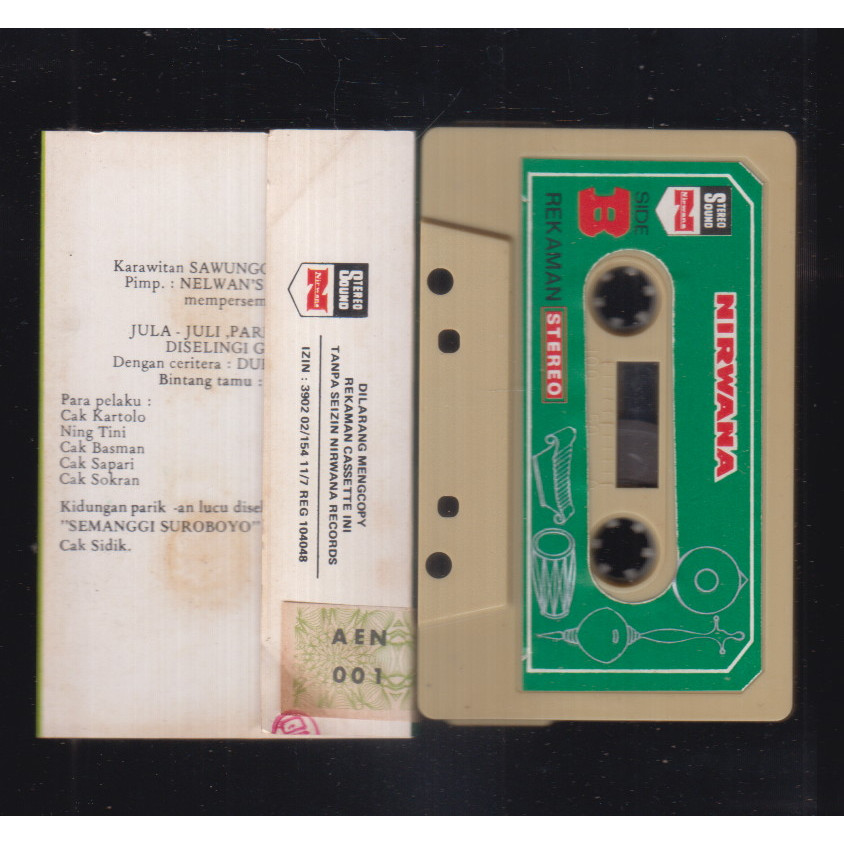 Karawitan SAWUNGG
Pimp. : NELWAN'S
mempersem
JULA - JULI ,PARI
DISELINGI G
Dengan ceritera : DU
Bintang tamu :
Para pelaku :
Cak Kartolo
Ning Tini
Cak Basman
Cak Sapari
Cak Sokran
Kidungan parik -an lucu disel
"SEMANGGI SUROBOYO"
Cak Sidik.
Nirwana
STEREO
SOUND
DILARANG MENGCOPY
REKAMAN CASSETTE INI
TANPA SEIZIN NIRWANA RECORDS
IZIN : 3902 02/154 11/7 REG 104048
AEN
001
Nirwana
STEREO
SOUND
SIDE
B
REKAMAN STEREO
NIRWANA